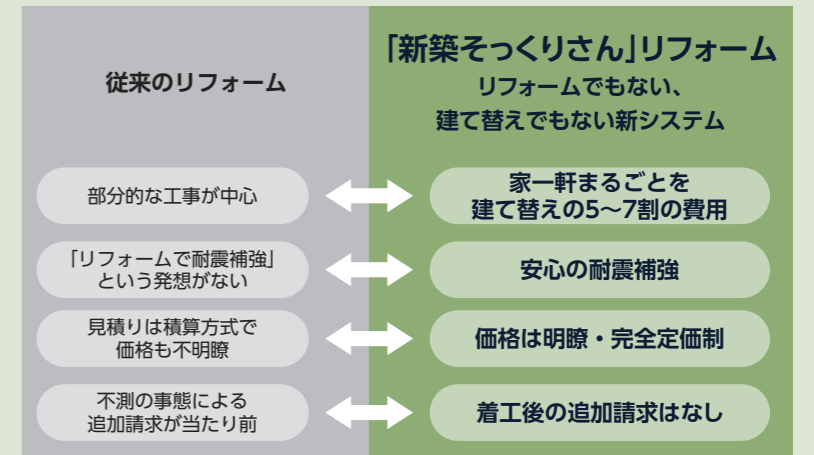 従来のリフォーム
「新築そっくりさん」リフォーム
リフォームでもない、
建て替えでもない新システム
部分的な工事が中心
家一軒まるごとを
建て替えの5〜7割の費用
「リフォームで耐震補強」
という発想がない
安心の耐震補強
見積りは積算方式で
価格も不明瞭
価格は明瞭・完全定価制
不測の事態による
追加請求が当たり前
着工後の追加請求はなし